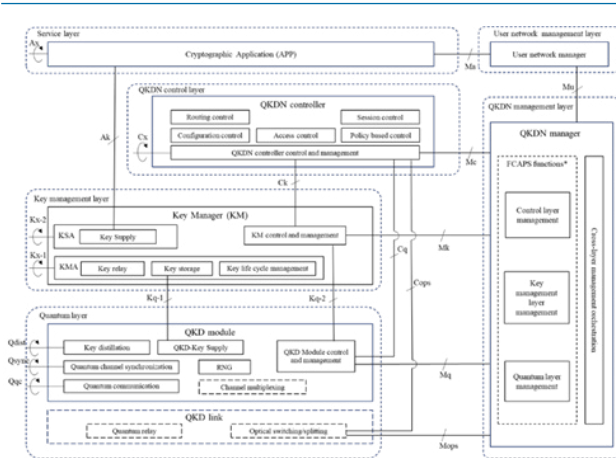 Service layer
Ax
Cryptographic Application (APP)
Ma
User network management layer
User network manager
Mu
QKDN control layer
QKDN controller
Routing control
Session control
Configuration control
Access control
Policy based control
Cx
QKDN controller control and management
Mc
Ak
Ck
QKDN management layer
QKDN manager
FCAPS functions*
Control layer
management
Key
management
layer
management
Quantum layer
management
Cross-layer management orchestration
Key management layer
Key Manager (KM)
Kx-2
KSA
Key Supply
KM control and management
Mk
Kx-1
KMA
Key relay
Key storage
Key life cycle management
Cq
Cops
Kq-1
Kq-2
Quantum layer
QKD module
Qdist
Key distillation
QKD-Key Supply
QKD Module control
and management
Qsync
Quantum channel synchronization
RNG
Mq
Qqc
Quantum communication
Channel multiplexing
QKD link
Quantum relay
Optical switching/splitting
Mops